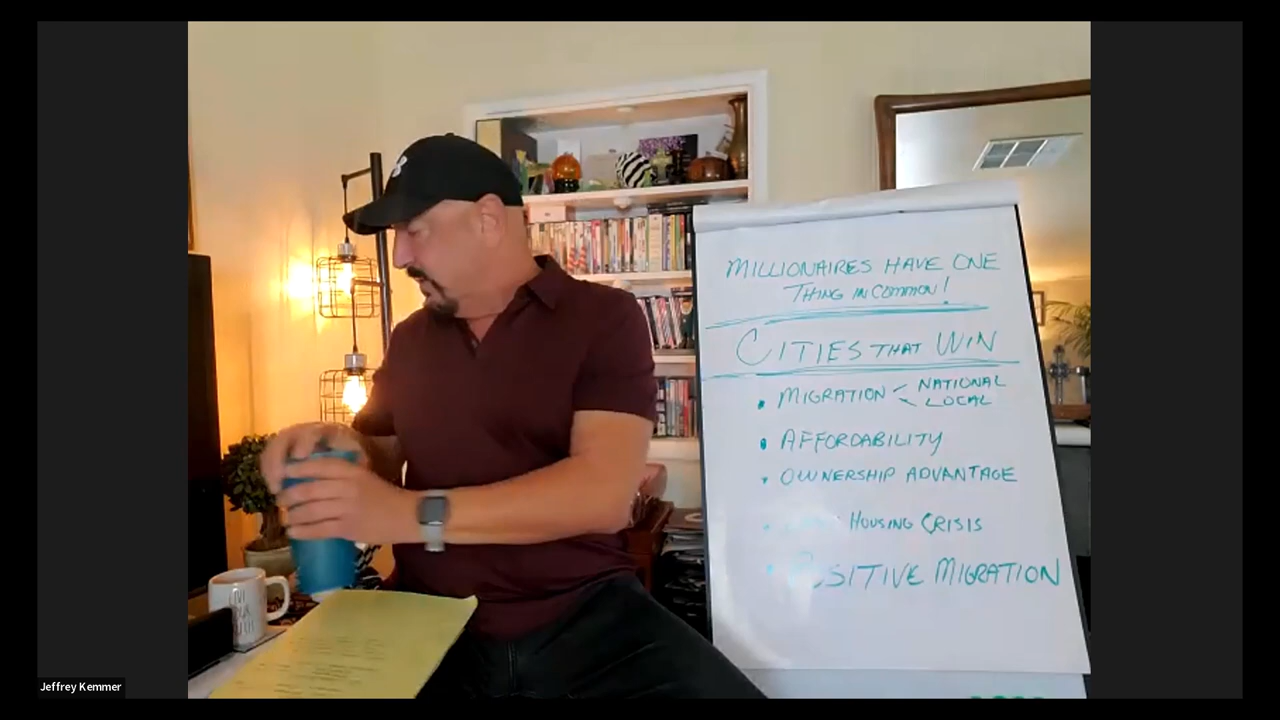 MILLIONAIRES HAVE ONE
THING IN COMMON!
CITIES THAT WIN
• MIGRATION < NATIONAL
LOCAL
• AFFORDABILITY
• OWNERSHIP ADVANTAGE
• HOUSING CRISIS
• POSITIVE MIGRATION
Jeffrey Kemmer